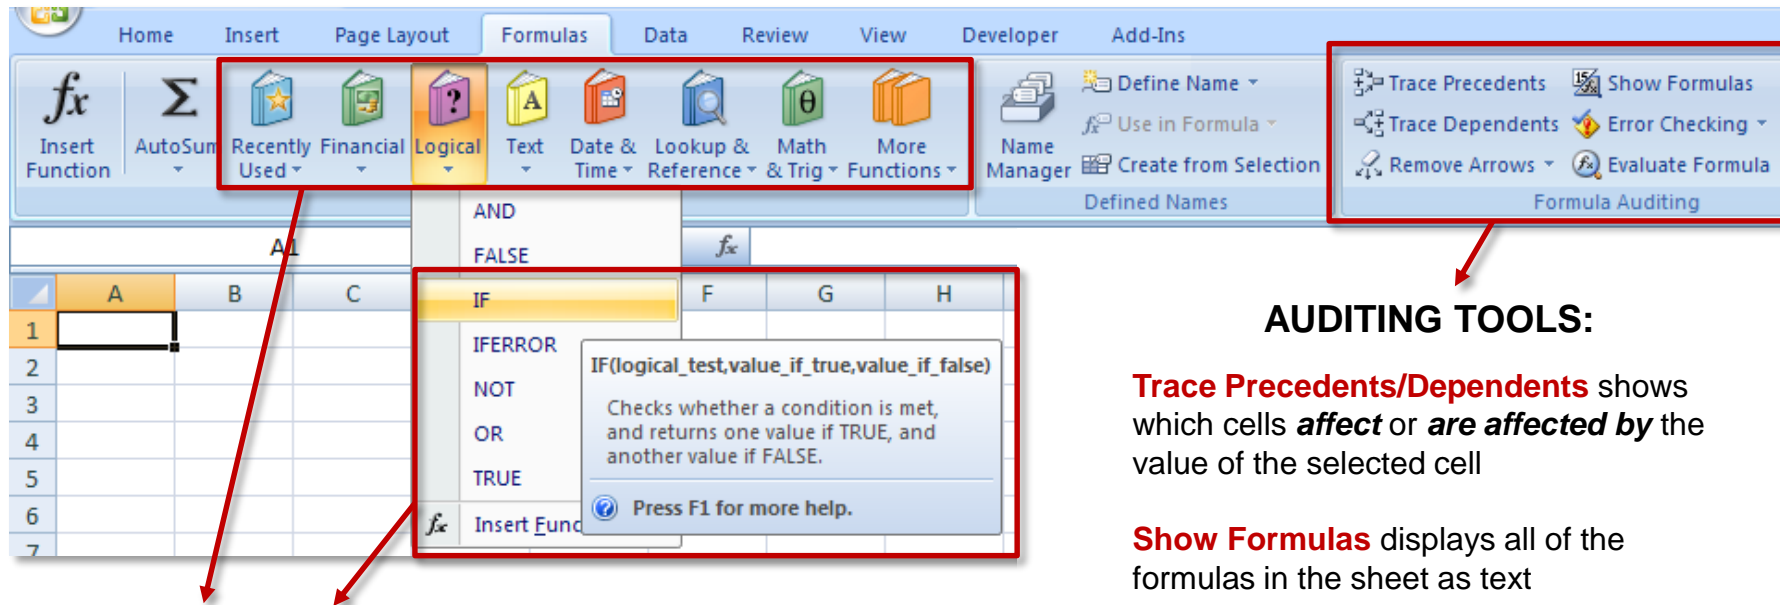 Home Insert Page Layout Formulas Data Review View Developer Add-Ins
fx Insert Function
Σ AutoSum
Recently Used
Financial
? Logical
A Text
Date & Time
Lookup & Reference
θ Math & Trig
More Functions
Name Manager
Define Name
fx Use in Formula
Create from Selection
Defined Names
Trace Precedents
Trace Dependents
Remove Arrows
15 Show Formulas
Error Checking
fx Evaluate Formula
Formula Auditing
A1
fx
A B C F G H
1
2
3
4
5
6
7
AND
FALSE
IF
IFERROR
NOT
OR
TRUE
fx Insert Func
IF(logical_test,value_if_true,value_if_false)
Checks whether a condition is met,
and returns one value if TRUE, and
another value if FALSE.
? Press F1 for more help.
AUDITING TOOLS:
Trace Precedents/Dependents shows
which cells affect or are affected by the
value of the selected cell
Show Formulas displays all of the
formulas in the sheet as text